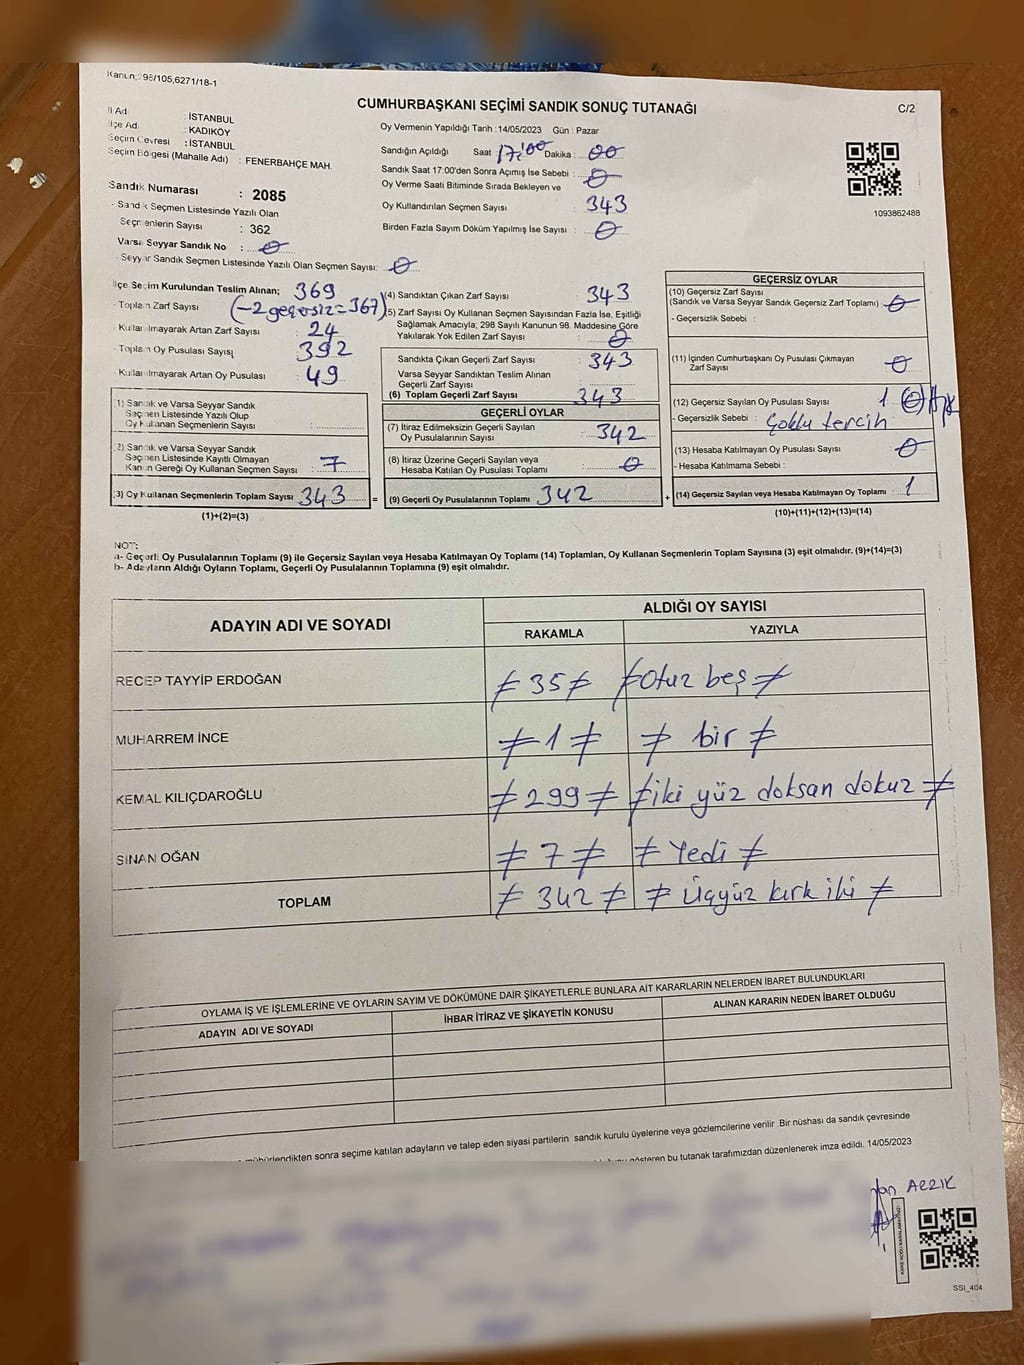 Kanun: 298/105,6271/18-1
CUMHURBAŞKANI SEÇİMİ SANDIK SONUÇ TUTANAĞI
C/2
İl Adı : İSTANBUL
İlçe Adı : KADIKÖY
Seçim Çevresi : İSTANBUL
Seçim Bölgesi (Mahalle Adı) : FENERBAHÇE MAH.
Sandık Numarası : 2085
- Sandık Seçmen Listesinde Yazılı Olan
Seçmenlerin Sayısı : 362
Varsa Seyyar Sandık No : 0
- Seyyar Sandık Seçmen Listesinde Yazılı Olan Seçmen Sayısı: 0
Oy Vermenin Yapıldığı Tarih : 14/05/2023 Gün : Pazar
Sandığın Açıldığı Saat 17:00 Dakika : 00
Sandık Saat 17:00'den Sonra Açımış İse Sebebi : 0
Oy Verme Saati Bitiminde Sırada Bekleyen ve
Oy Kullandırılan Seçmen Sayısı : 343
Birden Fazla Sayım Döküm Yapılmış İse Sayısı : 0
1093862488
İlçe Seçim Kurulundan Teslim Alınan; 369
- Toplam Zarf Sayısı (-2 geçersiz = 367)
- Kullanılmayarak Artan Zarf Sayısı : 24
- Toplam Oy Pusulası Sayısı : 392
- Kullanılmayarak Artan Oy Pusulası : 49
(1) Sandık ve Varsa Seyyar Sandık
Seçmen Listesinde Yazılı Olup
Oy Kullanan Seçmenlerin Sayısı :
(2) Sandık ve Varsa Seyyar Sandık
Seçmen Listesinde Kayıtlı Olmayan
Kanun Gereği Oy Kullanan Seçmen Sayısı : 7
(3) Oy Kullanan Seçmenlerin Toplam Sayısı : 343 =
(1)+(2)=(3)
(4) Sandıktan Çıkan Zarf Sayısı : 343
(5) Zarf Sayısı Oy Kullanan Seçmen Sayısından Fazla İse, Eşitliği
Sağlamak Amacıyla; 298 Sayılı Kanunun 98. Maddesine Göre
Yakılarak Yok Edilen Zarf Sayısı : 0
Sandıkta Çıkan Geçerli Zarf Sayısı : 343
Varsa Seyyar Sandıktan Teslim Alınan
Geçerli Zarf Sayısı :
(6) Toplam Geçerli Zarf Sayısı : 343
GEÇERLİ OYLAR
(7) İtiraz Edilmeksizin Geçerli Sayılan
Oy Pusulalarının Sayısı : 342
(8) İtiraz Üzerine Geçerli Sayılan veya
Hesaba Katılan Oy Pusulası Toplamı : 0
(9) Geçerli Oy Pusulalarının Toplamı : 342 +
GEÇERSİZ OYLAR
(10) Geçersiz Zarf Sayısı
(Sandık ve Varsa Seyyar Sandık Geçersiz Zarf Toplamı) : 0
- Geçersizlik Sebebi :
(11) İçinden Cumhurbaşkanı Oy Pusulası Çıkmayan
Zarf Sayısı : 0
(12) Geçersiz Sayılan Oy Pusulası Sayısı : 1 0
- Geçersizlik Sebebi : Çoklu tercih
(13) Hesaba Katılmayan Oy Pusulası Sayısı : 0
- Hesaba Katılmama Sebebi :
(14) Geçersiz Sayılan veya Hesaba Katılmayan Oy Toplamı : 1
(10)+(11)+(12)+(13)=(14)
NOT:
a- Geçerli Oy Pusulalarının Toplamı (9) ile Geçersiz Sayılan veya Hesaba Katılmayan Oy Toplamı (14) Toplamları, Oy Kullanan Seçmenlerin Toplam Sayısına (3) eşit olmalıdır. (9)+(14)=(3)
b- Adayların Aldığı Oyların Toplamı, Geçerli Oy Pusulalarının Toplamına (9) eşit olmalıdır.
ADAYIN ADI VE SOYADI
ALDIĞI OY SAYISI
RAKAMLA YAZIYLA
RECEP TAYYİP ERDOĞAN ≠ 35 ≠ ≠ Otuz beş ≠
MUHARREM İNCE ≠ 1 ≠ ≠ bir ≠
KEMAL KILIÇDAROĞLU ≠ 299 ≠ ≠ iki yüz doksan dokuz ≠
SİNAN OĞAN ≠ 7 ≠ ≠ Yedi ≠
TOPLAM ≠ 342 ≠ ≠ Üçyüz kırk iki ≠
OYLAMA İŞ VE İŞLEMLERİNE VE OYLARIN SAYIM VE DÖKÜMÜNE DAİR ŞİKAYETLERLE BUNLARA AİT KARARLARIN NELERDEN İBARET BULUNDUKLARI
ADAYIN ADI VE SOYADI İHBAR İTİRAZ VE ŞİKAYETİN KONUSU ALINAN KARARIN NEDEN İBARET OLDUĞU
mühürlendikten sonra seçime katılan adayların ve talep eden siyasi partilerin sandık kurulu üyelerine veya gözlemcilerine verilir Bir nüshası da sandık çevresinde
gösteren bu tutanak tarafımızdan düzenlenerek imza edildi. 14/05/2023
SSI_404